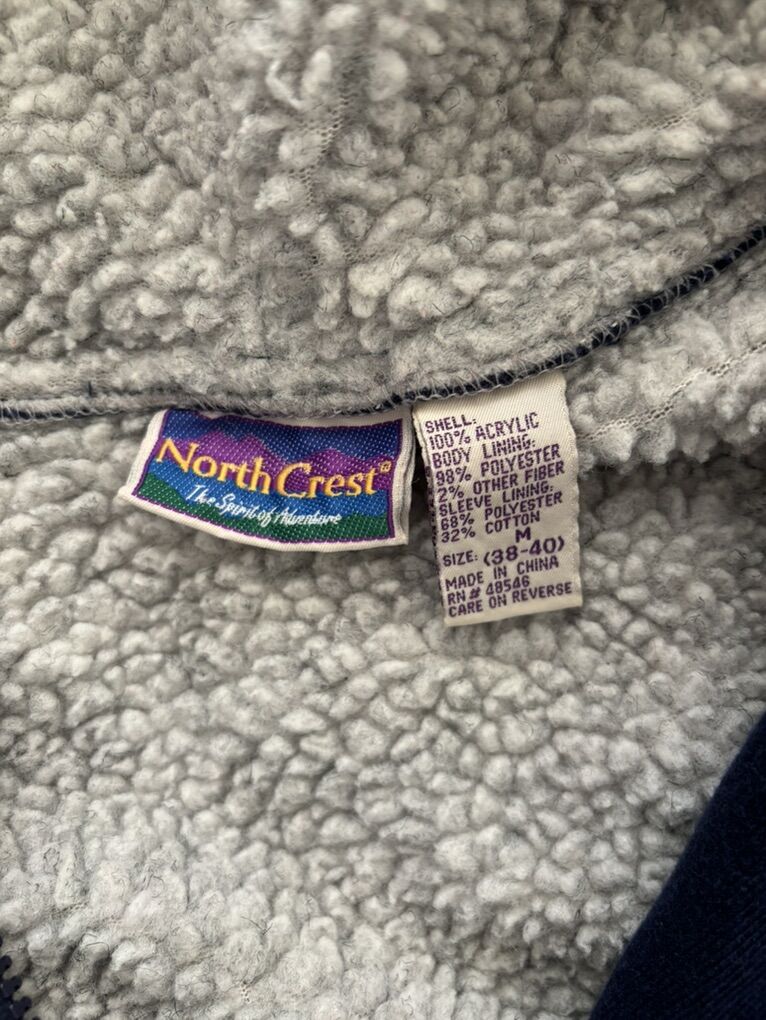 North Crest
The Spirit of Adventure
SHELL:
100% ACRYLIC
BODY LINING:
98% POLYESTER
2% OTHER FIBER
SLEEVE LINING:
68% POLYESTER
32% COTTON
M
SIZE: (38-40)
MADE IN CHINA
RN# 48546
CARE ON REVERSE